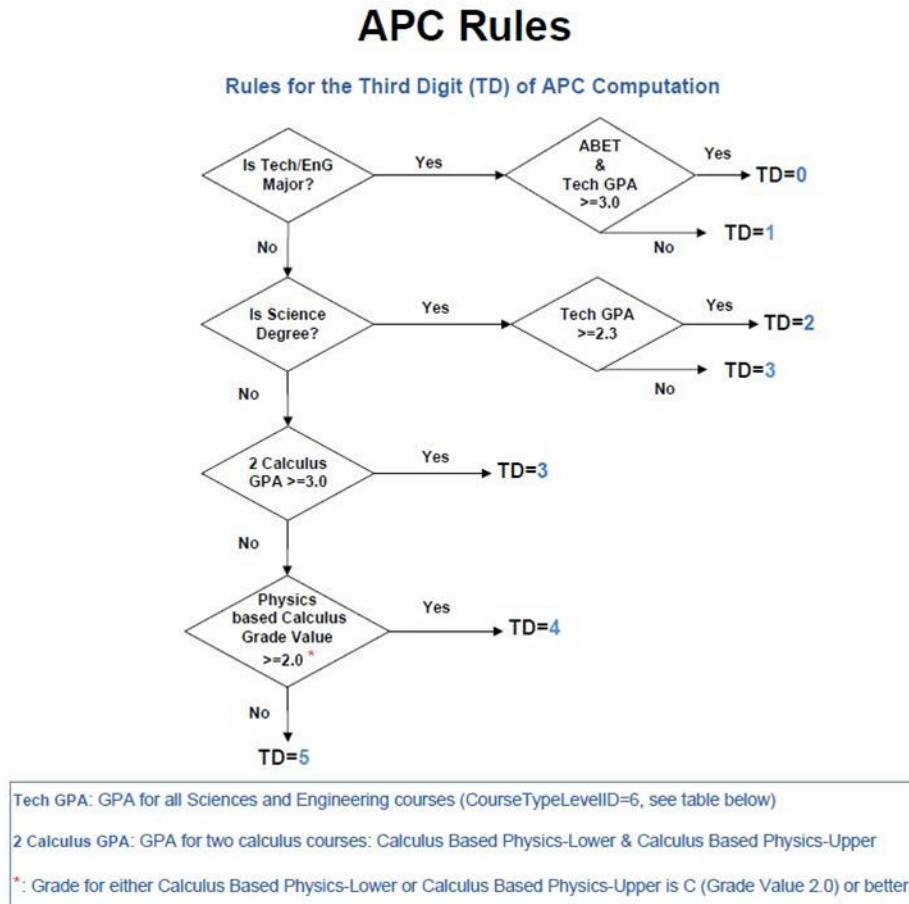 APC Rules
Rules for the Third Digit (TD) of APC Computation
Is Tech/EnG
Major?
Yes
ABET
&
Tech GPA
>=3.0
Yes
TD=0
No
TD=1
No
Is Science
Degree?
Yes
Tech GPA
>=2.3
Yes
TD=2
No
TD=3
No
2 Calculus
GPA >=3.0
Yes
TD=3
No
Physics
based Calculus
Grade Value
>=2.0 *
Yes
TD=4
No
TD=5
Tech GPA: GPA for all Sciences and Engineering courses (CourseTypeLevelID=6, see table below)
2 Calculus GPA: GPA for two calculus courses: Calculus Based Physics-Lower & Calculus Based Physics-Upper
*: Grade for either Calculus Based Physics-Lower or Calculus Based Physics-Upper is C (Grade Value 2.0) or better